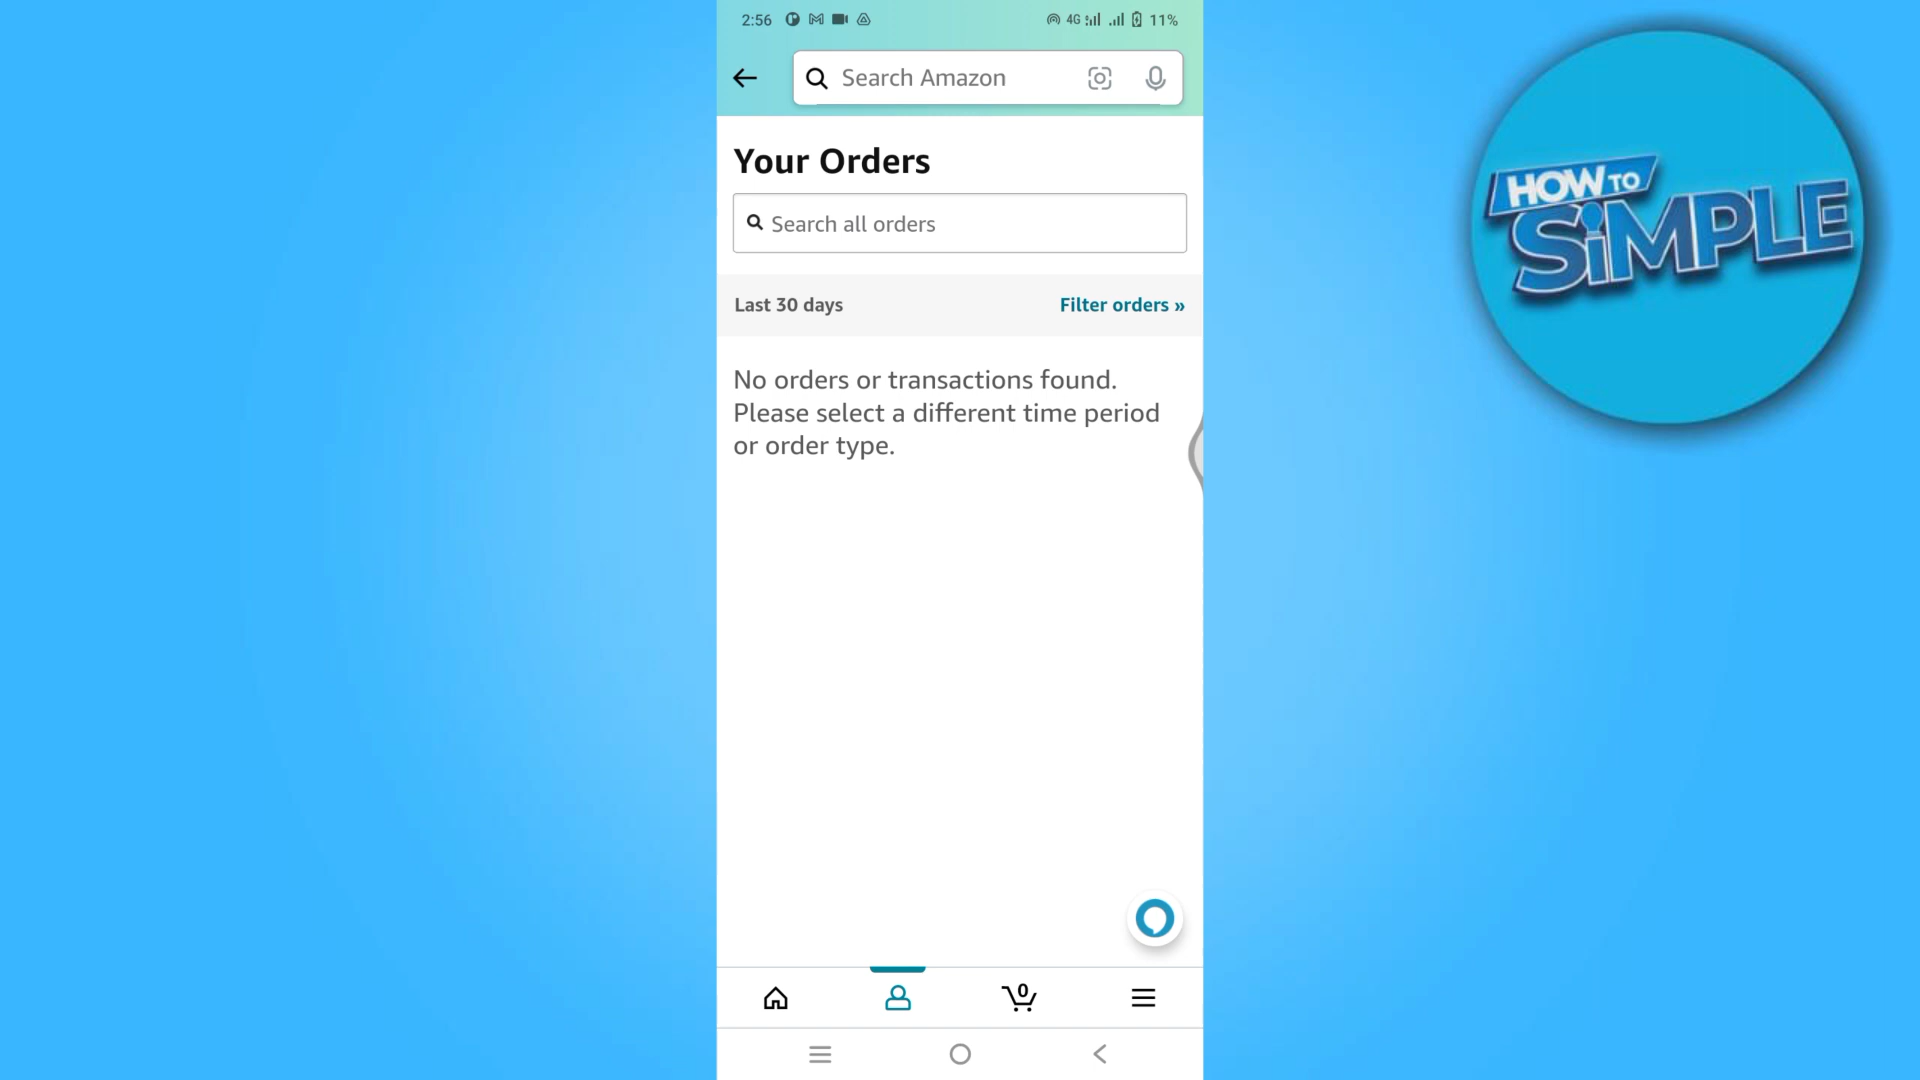 2:56
4G
11%
Search Amazon
Your Orders
Search all orders
Last 30 days
Filter orders »
No orders or transactions found.
Please select a different time period
or order type.
0
HOW TO
SiMPLE